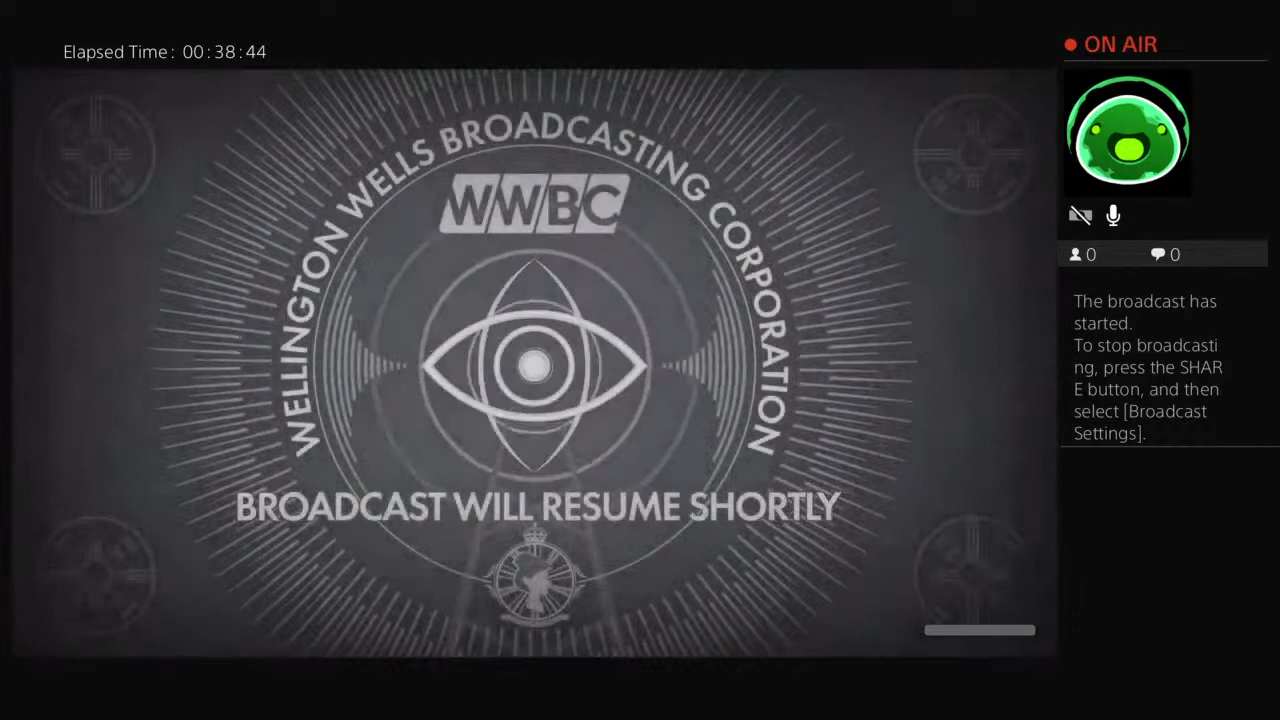 Elapsed Time: 00:38:44
ON AIR
WELLINGTON WELLS BROADCASTING CORPORATION
WWBC
BROADCAST WILL RESUME SHORTLY
0
0
The broadcast has
started.
To stop broadcasti
ng, press the SHAR
E button, and then
select [Broadcast
Settings].